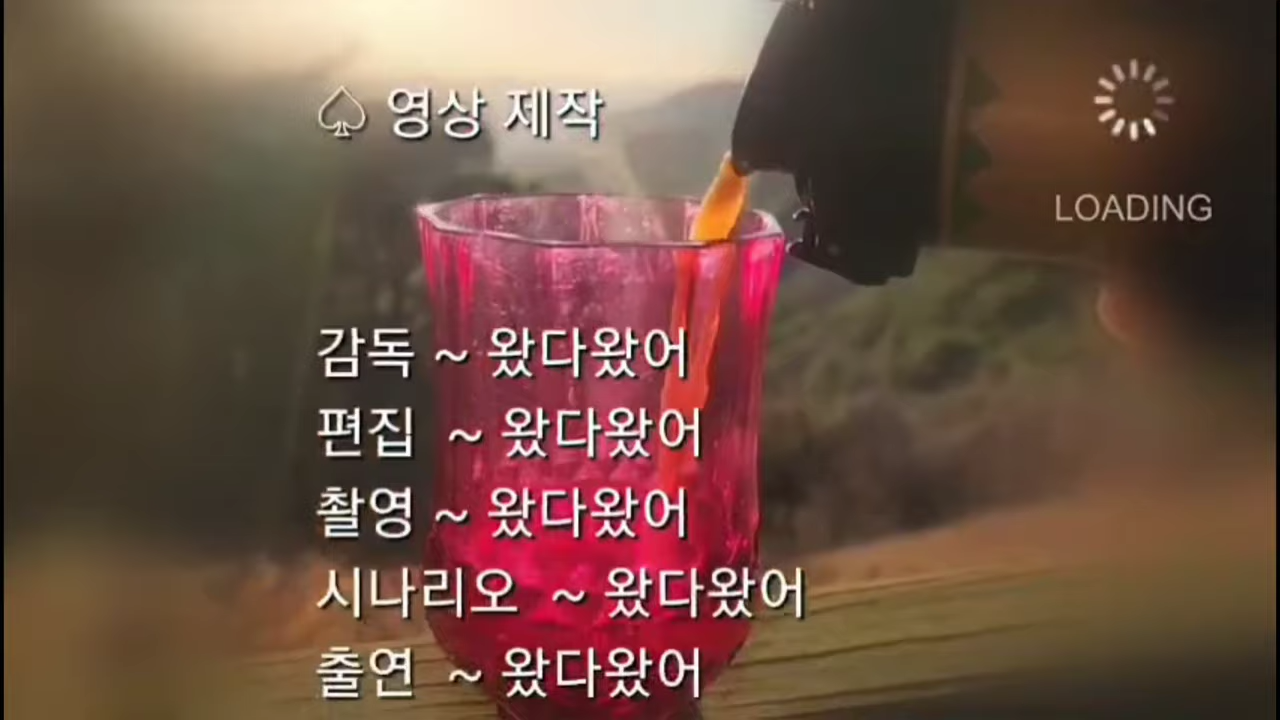 ♤ 영상 제작
LOADING
감독 ~ 왔다왔어
편집 ~ 왔다왔어
촬영 ~ 왔다왔어
시나리오 ~ 왔다왔어
출연 ~ 왔다왔어